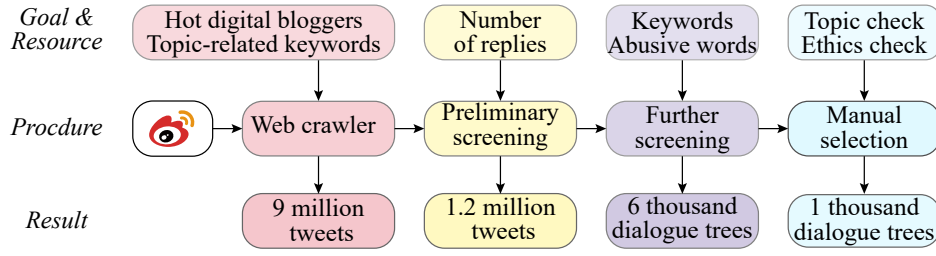 Goal &
Resource
Hot digital bloggers
Topic-related keywords
Number
of replies
Keywords
Abusive words
Topic check
Ethics check
Procdure
Web crawler
Preliminary
screening
Further
screening
Manual
selection
Result
9 million
tweets
1.2 million
tweets
6 thousand
dialogue trees
1 thousand
dialogue trees